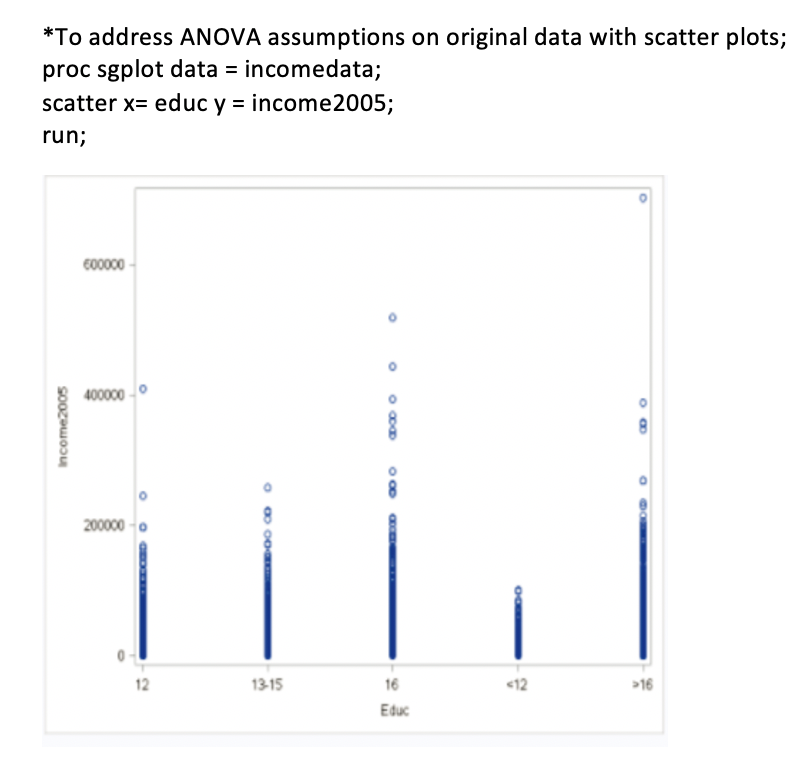 *To address ANOVA assumptions on original data with scatter plots;
proc sgplot data = incomedata;
scatter x= educ y = income2005;
run;
600000
400000
200000
0
Income2005
12 13-15 16 <12 >16
Educ